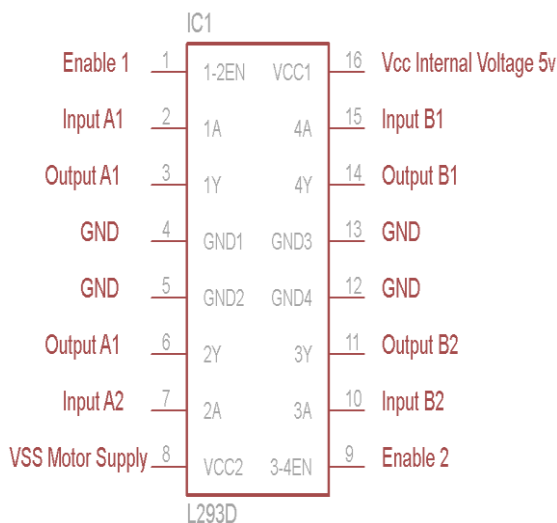 IC1
Enable 1 1 1-2EN VCC1 16 Vcc Internal Voltage 5v
Input A1 2 1A 4A 15 Input B1
Output A1 3 1Y 4Y 14 Output B1
GND 4 GND1 GND3 13 GND
GND 5 GND2 GND4 12 GND
Output A1 6 2Y 3Y 11 Output B2
Input A2 7 2A 3A 10 Input B2
VSS Motor Supply 8 VCC2 3-4EN 9 Enable 2
L293D